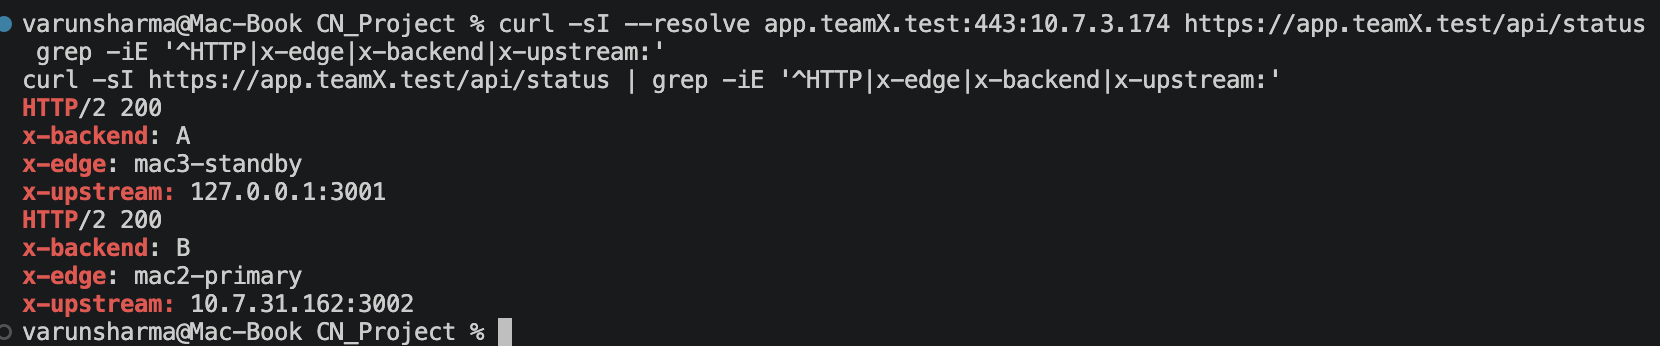 varunsharma@Mac-Book CN_Project % curl -sI --resolve app.teamX.test:443:10.7.3.174 https://app.teamX.test/api/status
grep -iE '^HTTP|x-edge|x-backend|x-upstream:'
curl -sI https://app.teamX.test/api/status | grep -iE '^HTTP|x-edge|x-backend|x-upstream:'
HTTP/2 200
x-backend: A
x-edge: mac3-standby
x-upstream: 127.0.0.1:3001
HTTP/2 200
x-backend: B
x-edge: mac2-primary
x-upstream: 10.7.31.162:3002
varunsharma@Mac-Book CN_Project %